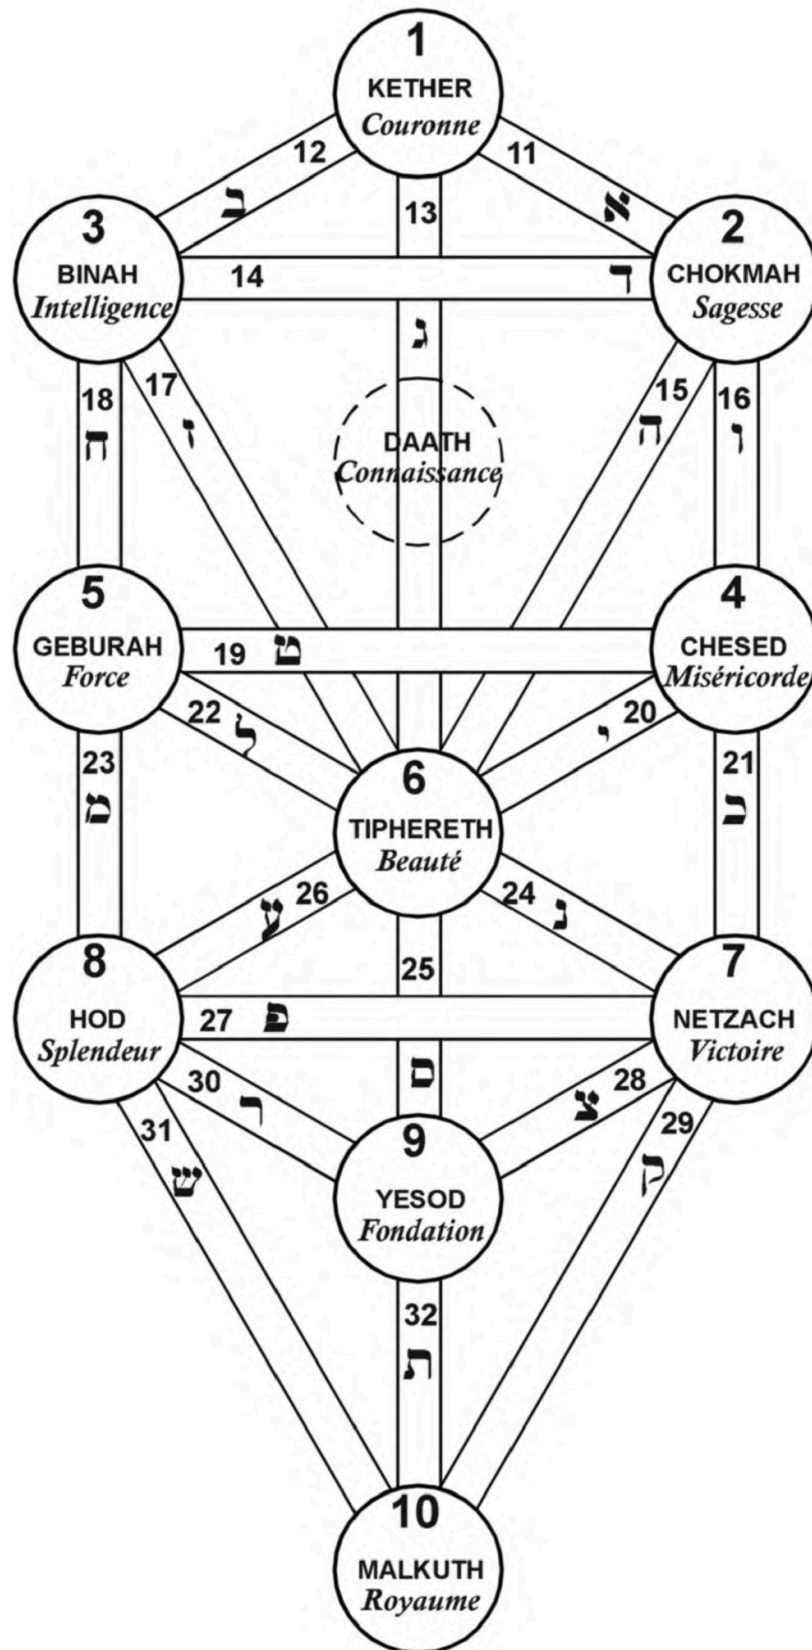 1
KETHER
Couronne
12
ב
11
א
13
3
BINAH
Intelligence
2
CHOKMAH
Sagesse
14
ד
ג
18
ח
17
ז
15
ה
16
ו
DAATH
Connaissance
5
GEBURAH
Force
4
CHESED
Miséricorde
19
ט
22
ל
20
י
23
מ
21
כ
6
TIPHERETH
Beauté
26
ע
24
נ
25
8
HOD
Splendeur
7
NETZACH
Victoire
27
פ
ס
30
ר
28
צ
31
ש
29
ק
9
YESOD
Fondation
32
ת
10
MALKUTH
Royaume